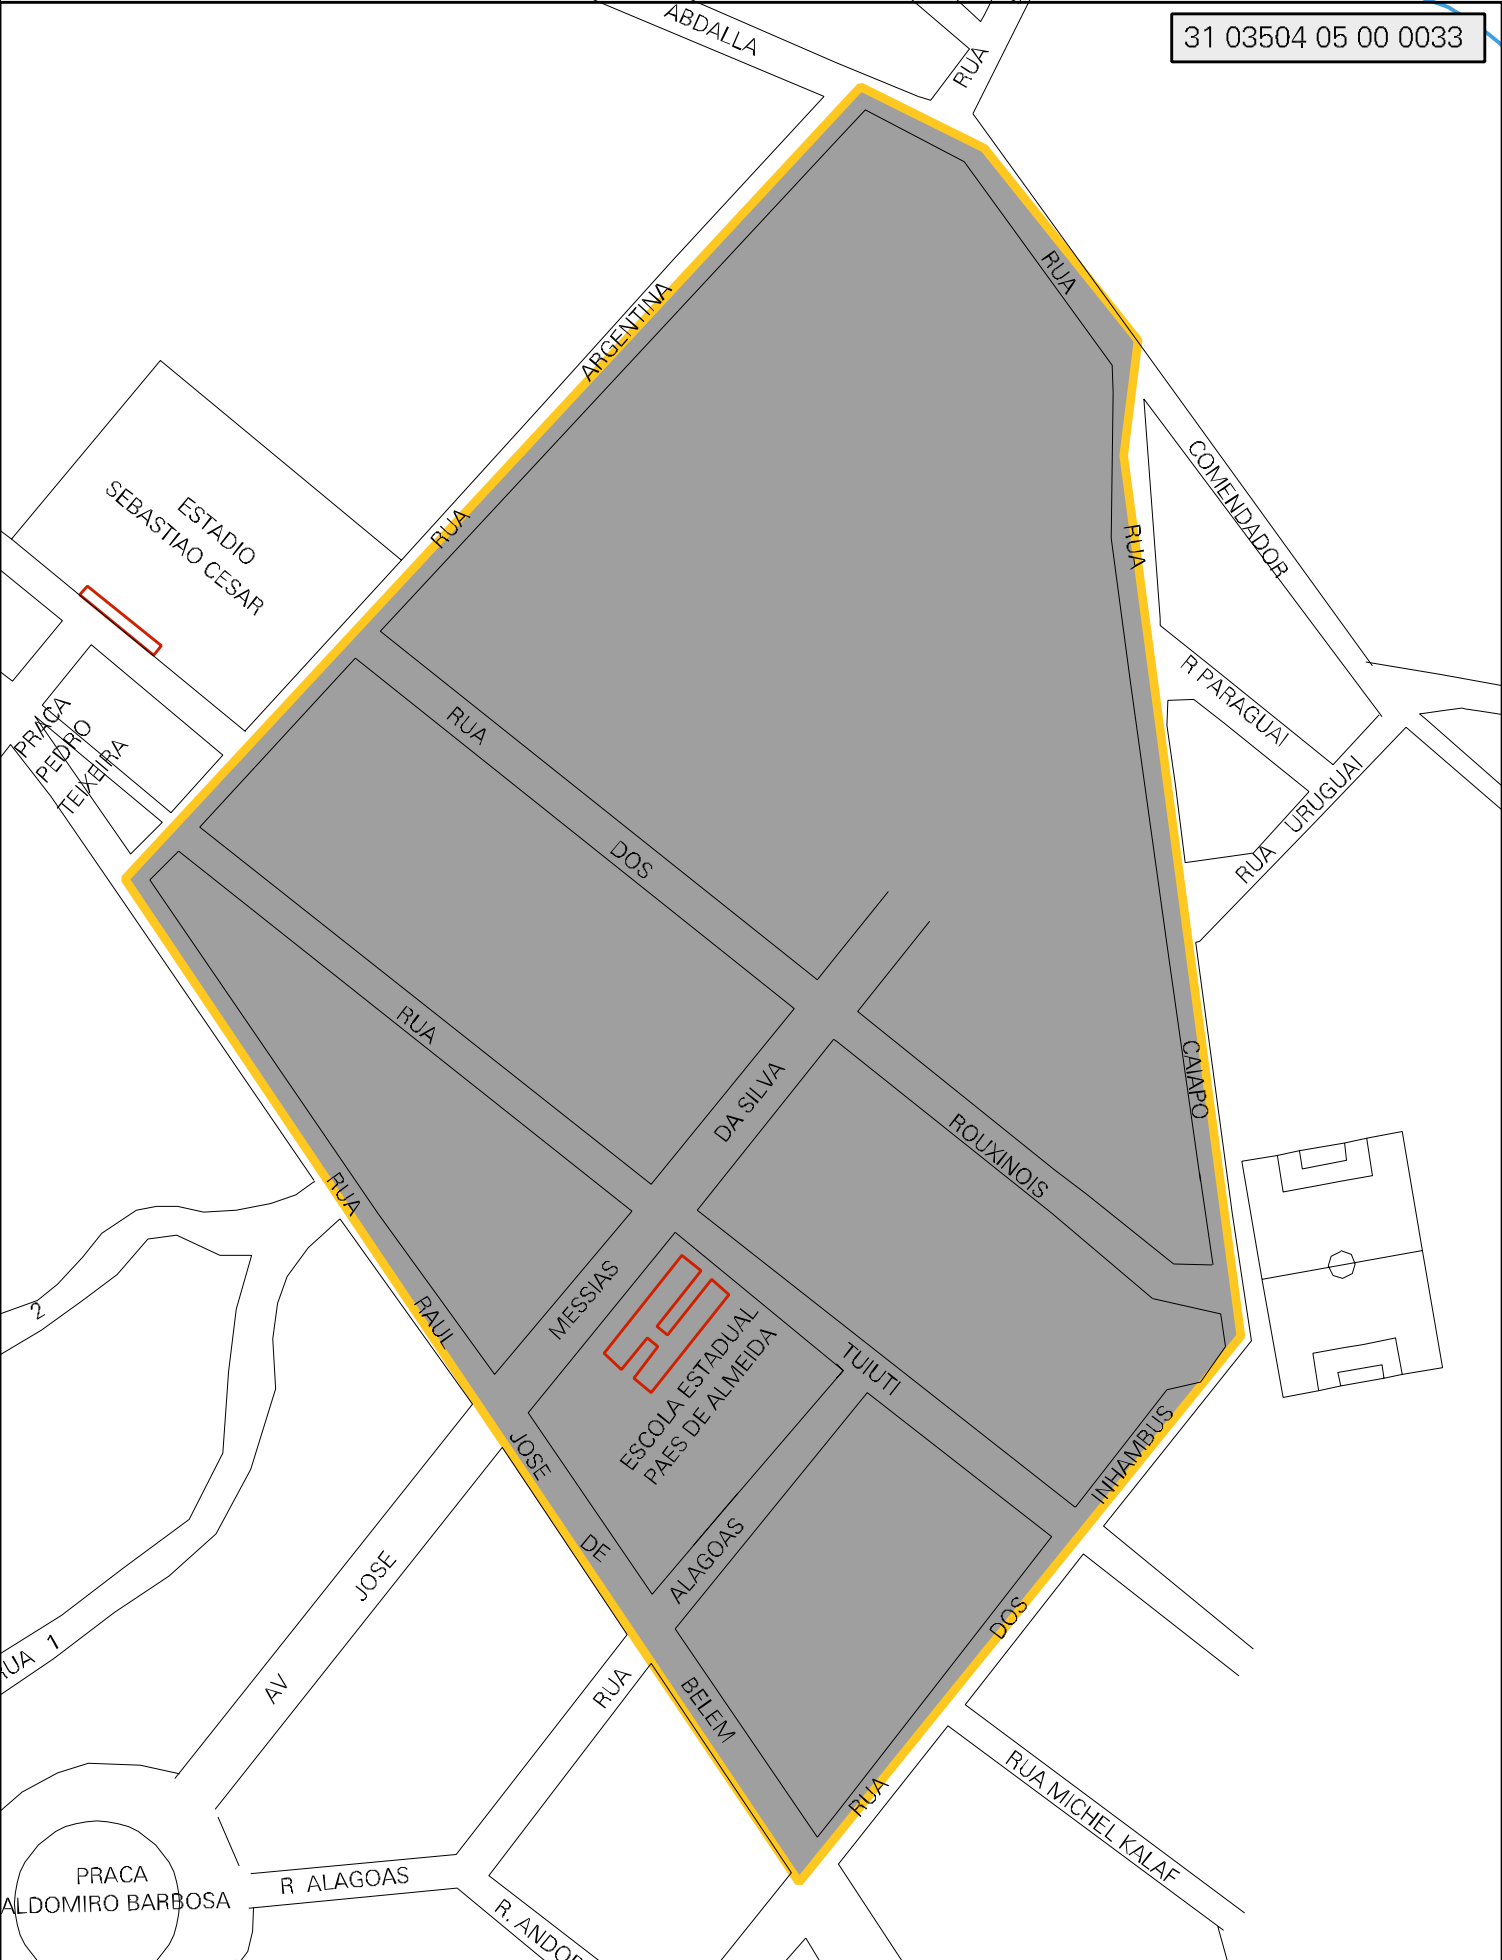 ABDALLA
RUA
31 03504 05 00 0033
RUA
ARGENTINA
RUA
COMENDADOR
RUA
ESTADIO
SEBASTIAO CESAR
R PARAGUAI
PRACA
PEDRO
TEIXEIRA
RUA
URUGUAI
RUA
DOS
RUA
DA SILVA
CAIAPO
ROUXINOIS
RUA
MESSIAS
RAUL
2
ESCOLA ESTADUAL
PAES DE ALMEIDA
TUIUTI
INHAMBUS
JOSE
DE
ALAGOAS
JOSE
DOS
RUA 1
AV
RUA
BELEM
RUA
RUA MICHEL KALAF
PRACA
ALDOMIRO BARBOSA
R ALAGOAS
R. ANDOR